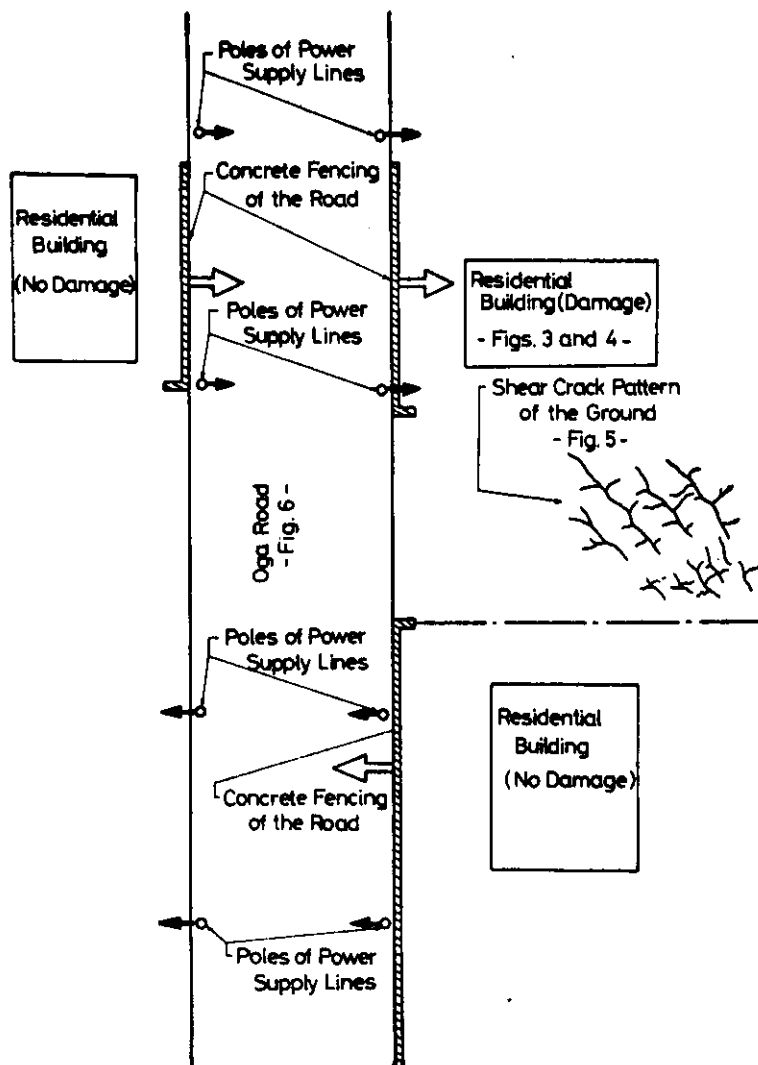 Poles of Power
Supply Lines
Concrete Fencing
of the Road
Residential
Building
(No Damage)
Residential
Building (Damage)
- Figs. 3 and 4 -
Poles of Power
Supply Lines
Shear Crack Pattern
of the Ground
- Fig. 5 -
Oga Road
- Fig. 6 -
Poles of Power
Supply Lines
Residential
Building
(No Damage)
Concrete Fencing
of the Road
Poles of Power
Supply Lines